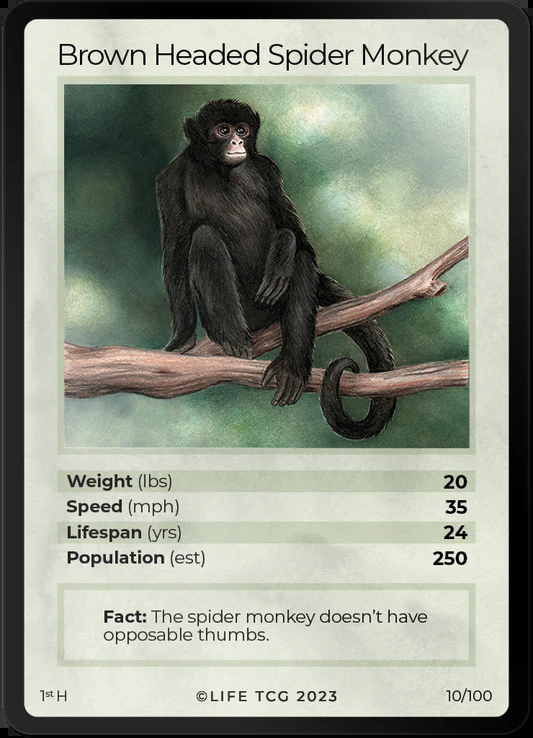 Brown Headed Spider Monkey
Weight (lbs) 20
Speed (mph) 35
Lifespan (yrs) 24
Population (est) 250
Fact: The spider monkey doesn't have
opposable thumbs.
1st H ©LIFE TCG 2023 10/100